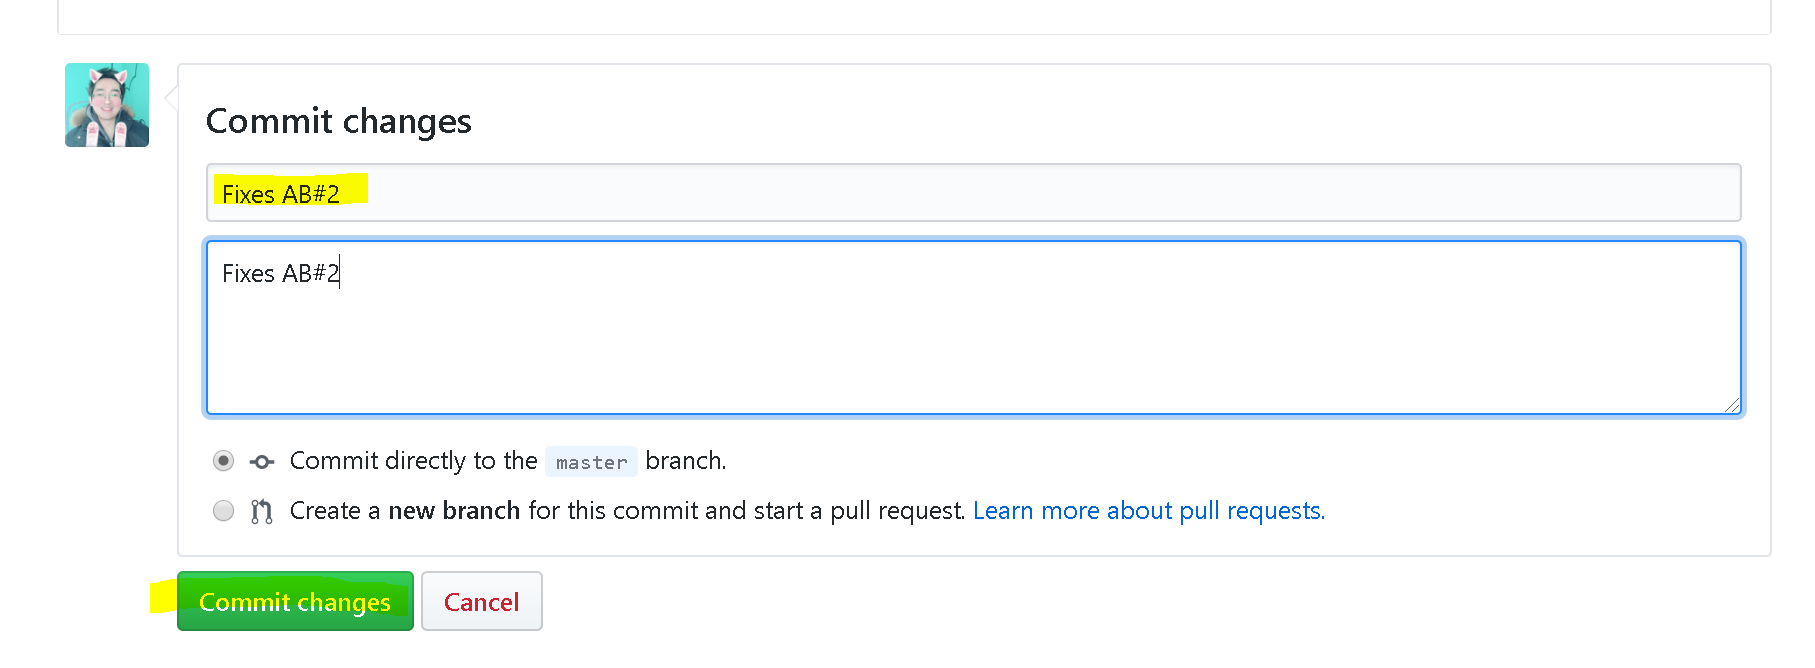 Commit changes
Fixes AB#2
Fixes AB#2
Commit directly to the master branch.
Create a new branch for this commit and start a pull request. Learn more about pull requests.
Commit changes Cancel